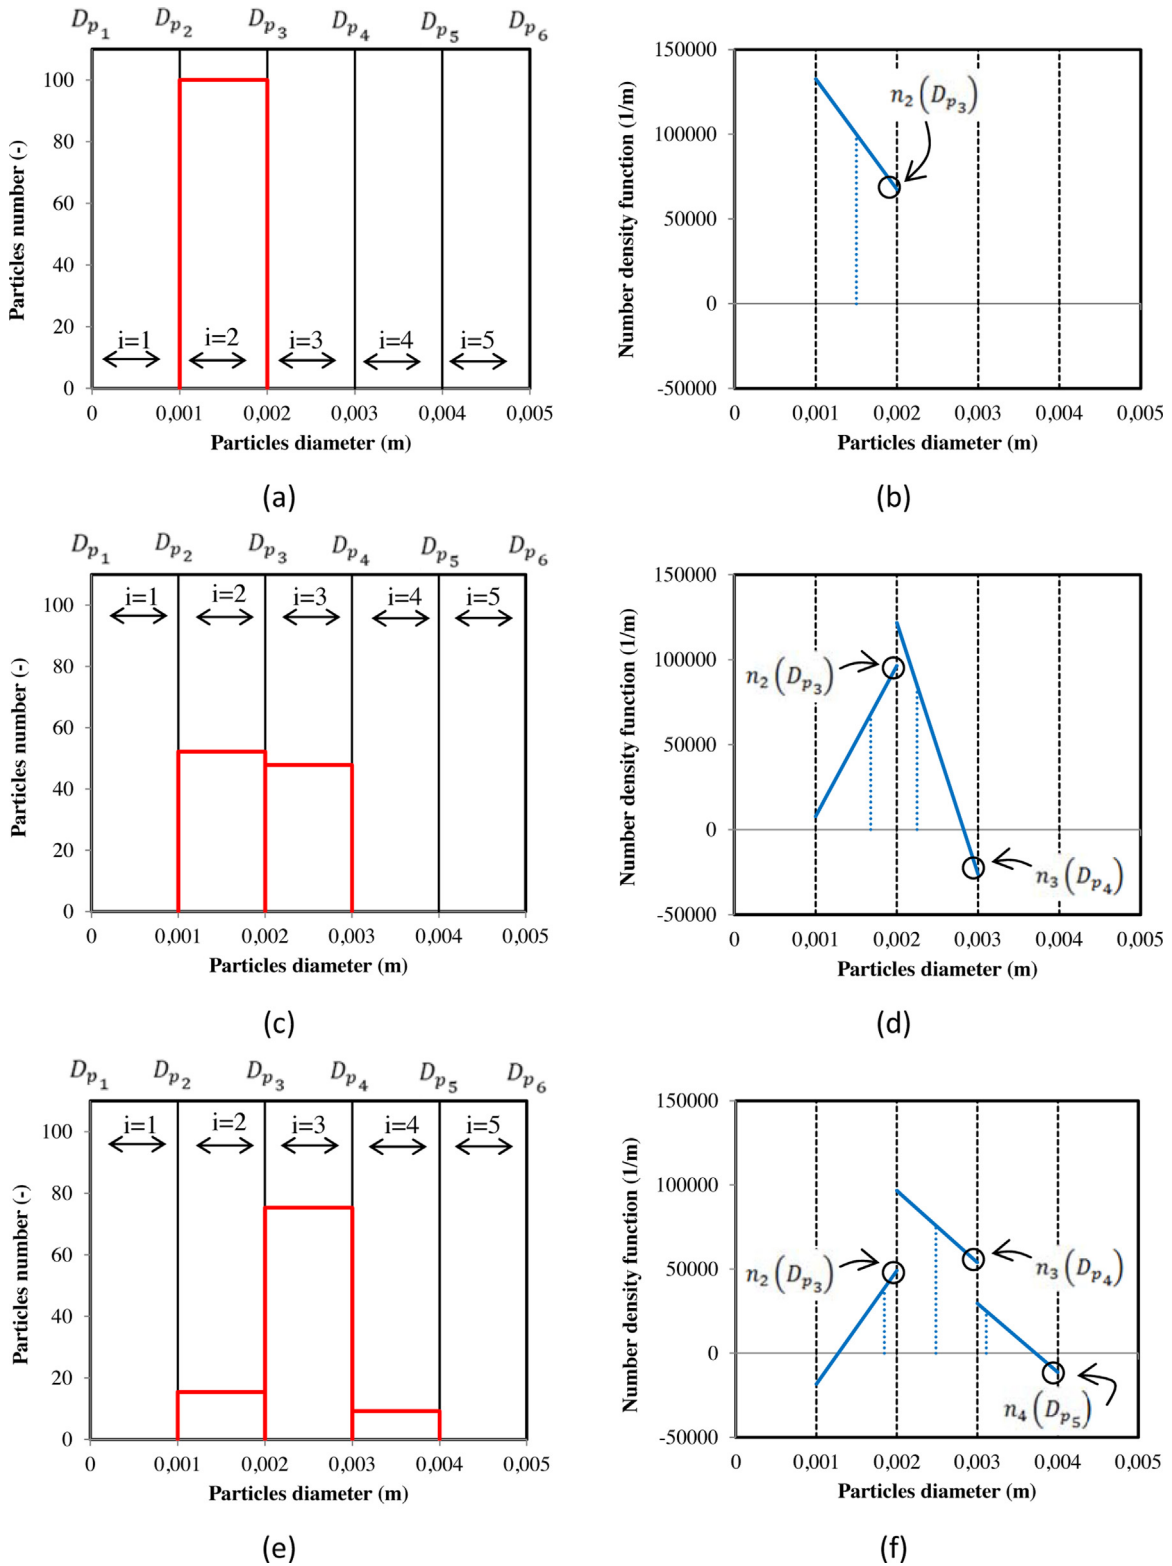 Dp1 Dp2 Dp3 Dp4 Dp5 Dp6
Particles number (-)
100
80
60
40
20
0
i=1 i=2 i=3 i=4 i=5
0 0,001 0,002 0,003 0,004 0,005
Particles diameter (m)
(a)
Number density function (1/m)
150000
100000
50000
0
-50000
n2(Dp3)
0 0,001 0,002 0,003 0,004 0,005
Particles diameter (m)
(b)
Dp1 Dp2 Dp3 Dp4 Dp5 Dp6
Particles number (-)
i=1 i=2 i=3 i=4 i=5
100
80
60
40
20
0
0 0,001 0,002 0,003 0,004 0,005
Particles diameter (m)
(c)
Number density function (1/m)
150000
100000
50000
0
-50000
n2(Dp3)
n3(Dp4)
0 0,001 0,002 0,003 0,004 0,005
Particles diameter (m)
(d)
Dp1 Dp2 Dp3 Dp4 Dp5 Dp6
Particles number (-)
i=1 i=2 i=3 i=4 i=5
100
80
60
40
20
0
0 0,001 0,002 0,003 0,004 0,005
Particles diameter (m)
(e)
Number density function (1/m)
150000
100000
50000
0
-50000
n2(Dp3)
n3(Dp4)
n4(Dp5)
0 0,001 0,002 0,003 0,004 0,005
Particles diameter (m)
(f)